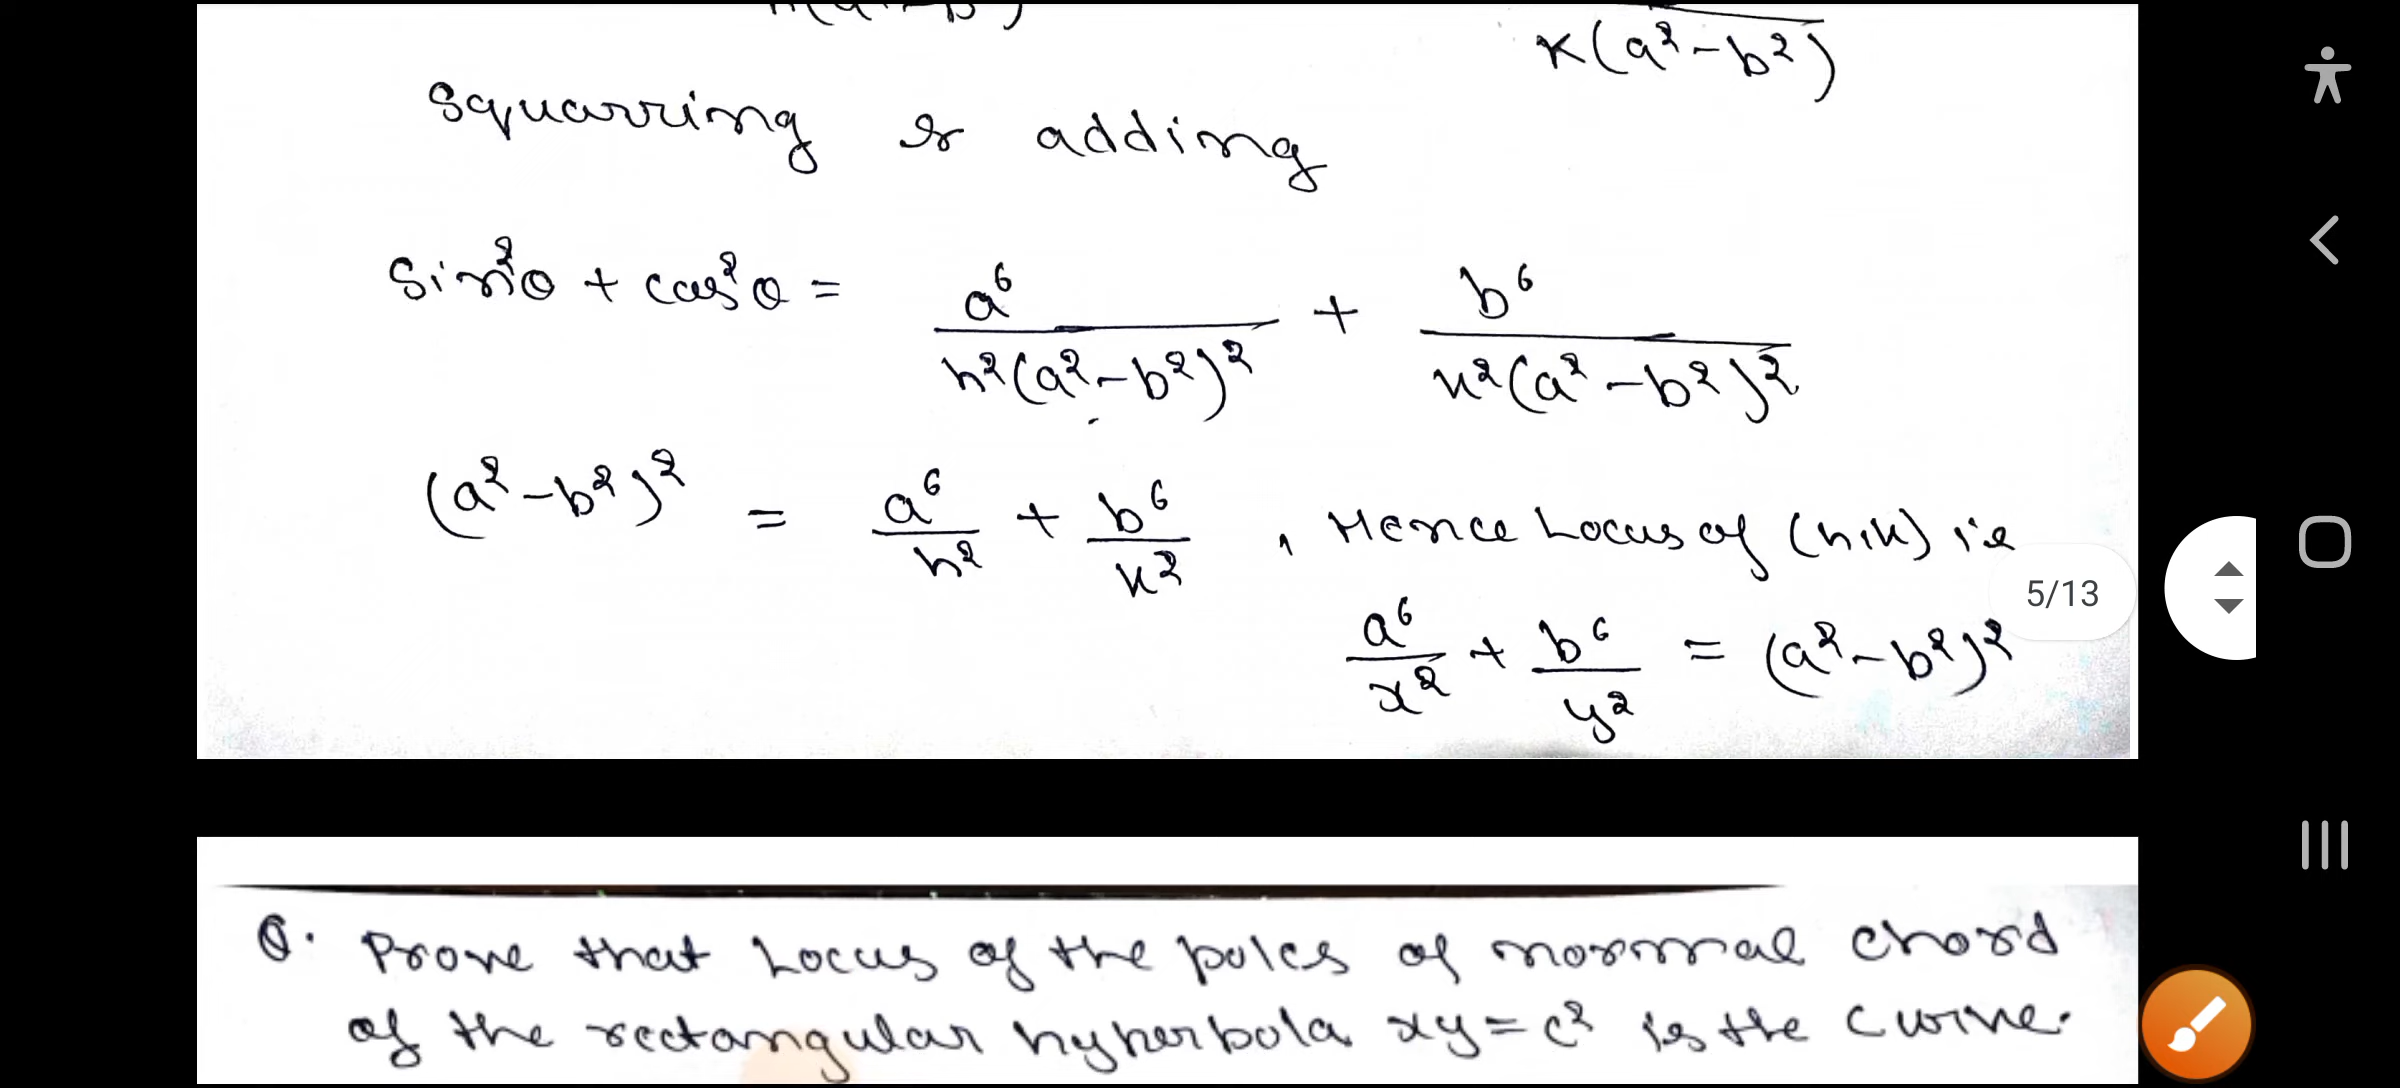 K(a²-b²)
Squarring & adding
Sin²θ + cos²θ = a⁶/h²(a²-b²)² + b⁶/k²(a²-b²)²
(a²-b²)² = a⁶/h² + b⁶/k² , Hence Locus of (h,k) is
5/13
a⁶/x² + b⁶/y² = (a²-b²)²
Q. Prove that Locus of the poles of normal chord
of the rectangular hyperbola xy=c² is the curve.